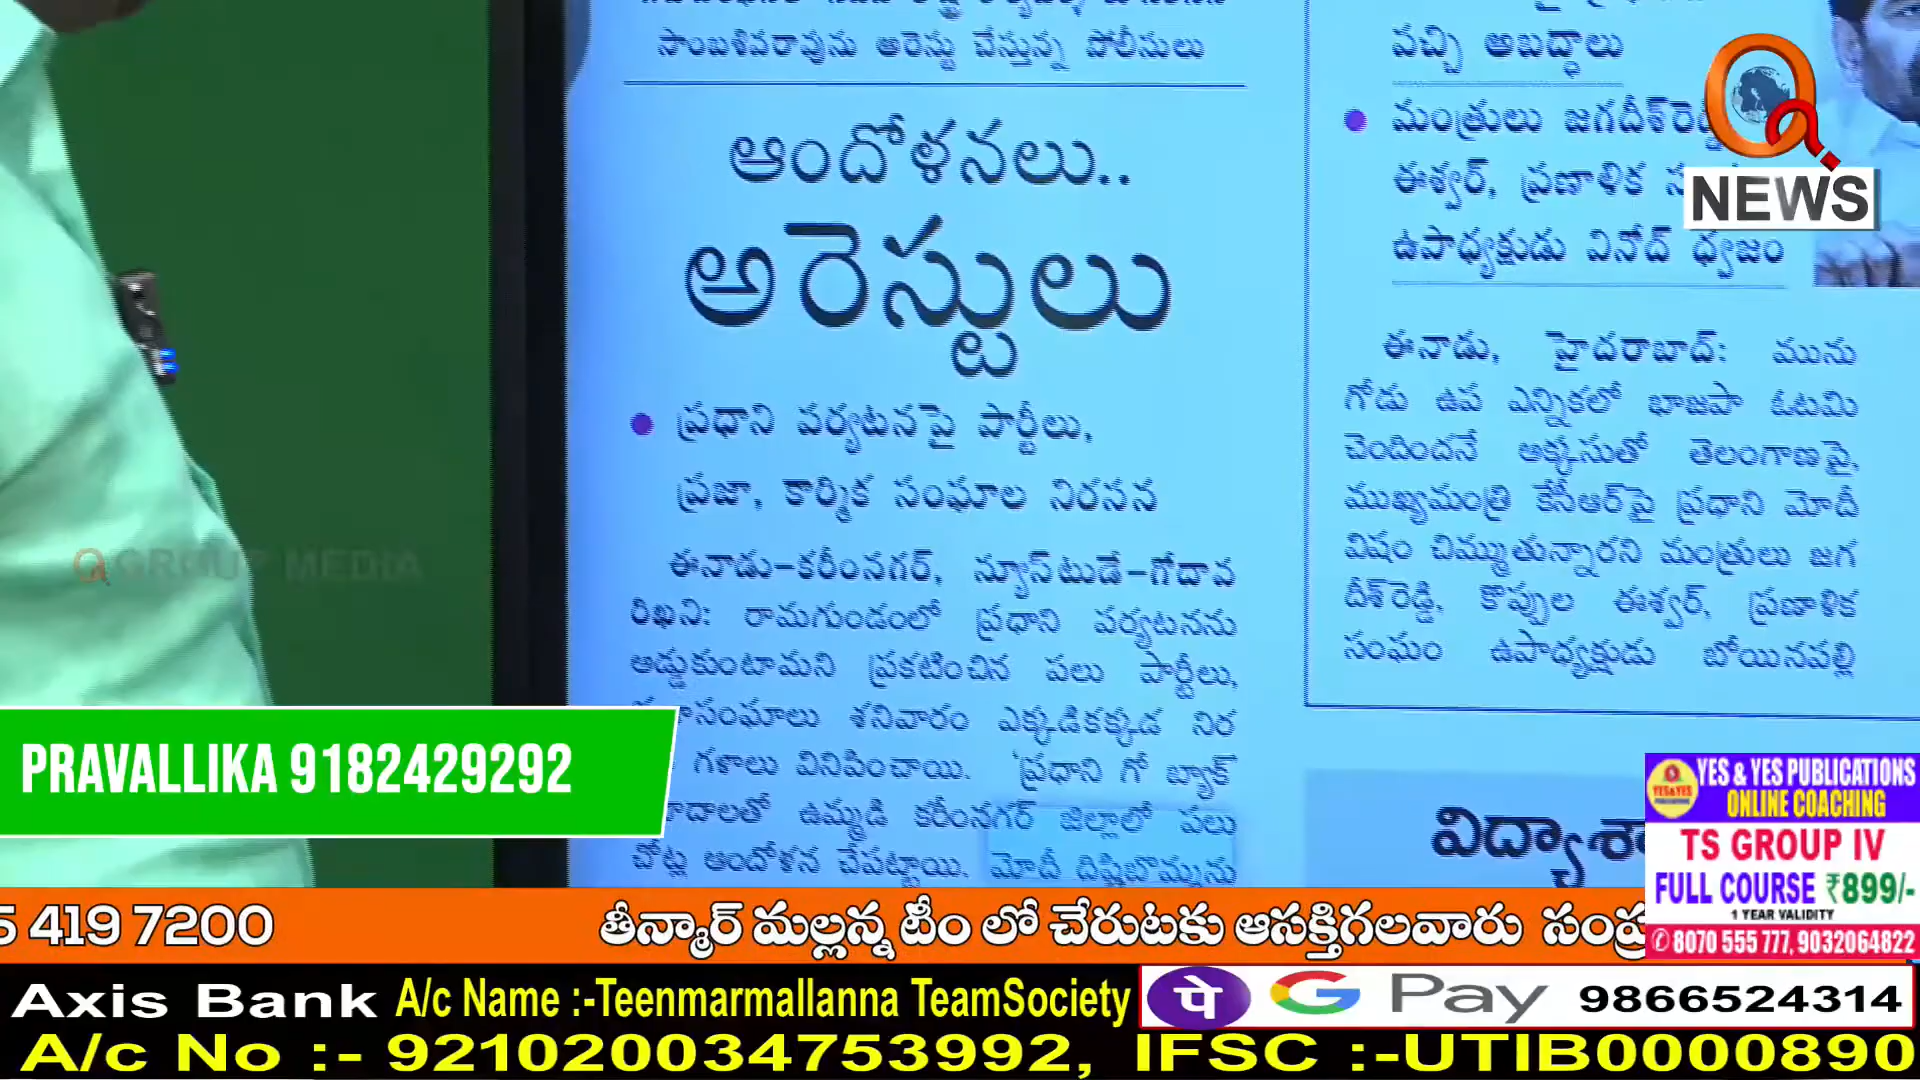 సాంబశివరావును అరెస్టు చేస్తున్న పోలీసులు
ఆందోళనలు..
అరెస్టులు
ప్రధాని పర్యటనపై పార్టీలు,
ప్రజా, కార్మిక సంఘాల నిరసన
ఈనాడు-కరీంనగర్, న్యూస్‌టుడే-గోదావ
రిఖని: రామగుండంలో ప్రధాని పర్యటనను
అడ్డుకుంటామని ప్రకటించిన పలు పార్టీలు,
సంఘాలు శనివారం ఎక్కడికక్కడ నిర
గళాలు వినిపించాయి. 'ప్రధాని గో బ్యాక్
ఉమ్మడి కరీంనగర్ జిల్లాలో పలు
చోట్ల ఆందోళన చేపట్టాయి. మోదీ దిష్టిబొమ్మను
పచ్చి అబద్ధాలు
మంత్రులు జగదీశ్‌రెడ్డి
ఈశ్వర్, ప్రణాళిక
ఉపాధ్యక్షుడు వినోద్ ధ్వజం
ఈనాడు, హైదరాబాద్: మును
గోడు ఉప ఎన్నికలో భాజపా ఓటమి
చెందిందనే అక్కసుతో తెలంగాణపై,
ముఖ్యమంత్రి కేసీఆర్‌పై ప్రధాని మోదీ
విషం చిమ్ముతున్నారని మంత్రులు జగ
దీశ్‌రెడ్డి, కొప్పుల ఈశ్వర్, ప్రణాళిక
సంఘం ఉపాధ్యక్షుడు బోయినపల్లి
Q NEWS
Q GROUP MEDIA
PRAVALLIKA 9182429292
YES & YES PUBLICATIONS
ONLINE COACHING
TS GROUP IV
FULL COURSE ₹899/-
1 YEAR VALIDITY
8070 555 777, 9032064822
5 419 7200 తీన్మార్ మల్లన్న టీం లో చేరుటకు ఆసక్తిగలవారు సంప్ర
Axis Bank A/c Name :-Teenmarmallanna TeamSociety
पे G Pay 9866524314
A/c No :- 921020034753992, IFSC :-UTIB0000890